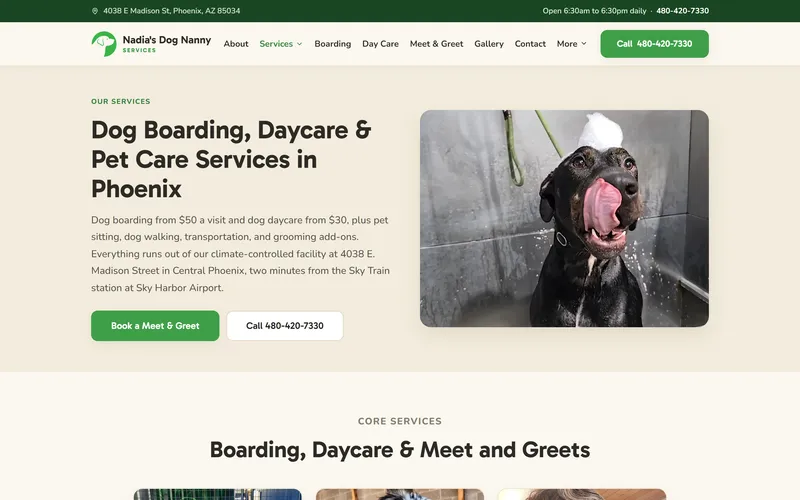 4038 E Madison St, Phoenix, AZ 85034
Open 6:30am to 6:30pm daily · 480-420-7330
Nadia's Dog Nanny
SERVICES
About
Services
Boarding
Day Care
Meet & Greet
Gallery
Contact
More
Call 480-420-7330
OUR SERVICES
Dog Boarding, Daycare &
Pet Care Services in
Phoenix
Dog boarding from $50 a visit and dog daycare from $30, plus pet
sitting, dog walking, transportation, and grooming add-ons.
Everything runs out of our climate-controlled facility at 4038 E.
Madison Street in Central Phoenix, two minutes from the Sky Train
station at Sky Harbor Airport.
Book a Meet & Greet
Call 480-420-7330
CORE SERVICES
Boarding, Daycare & Meet and Greets